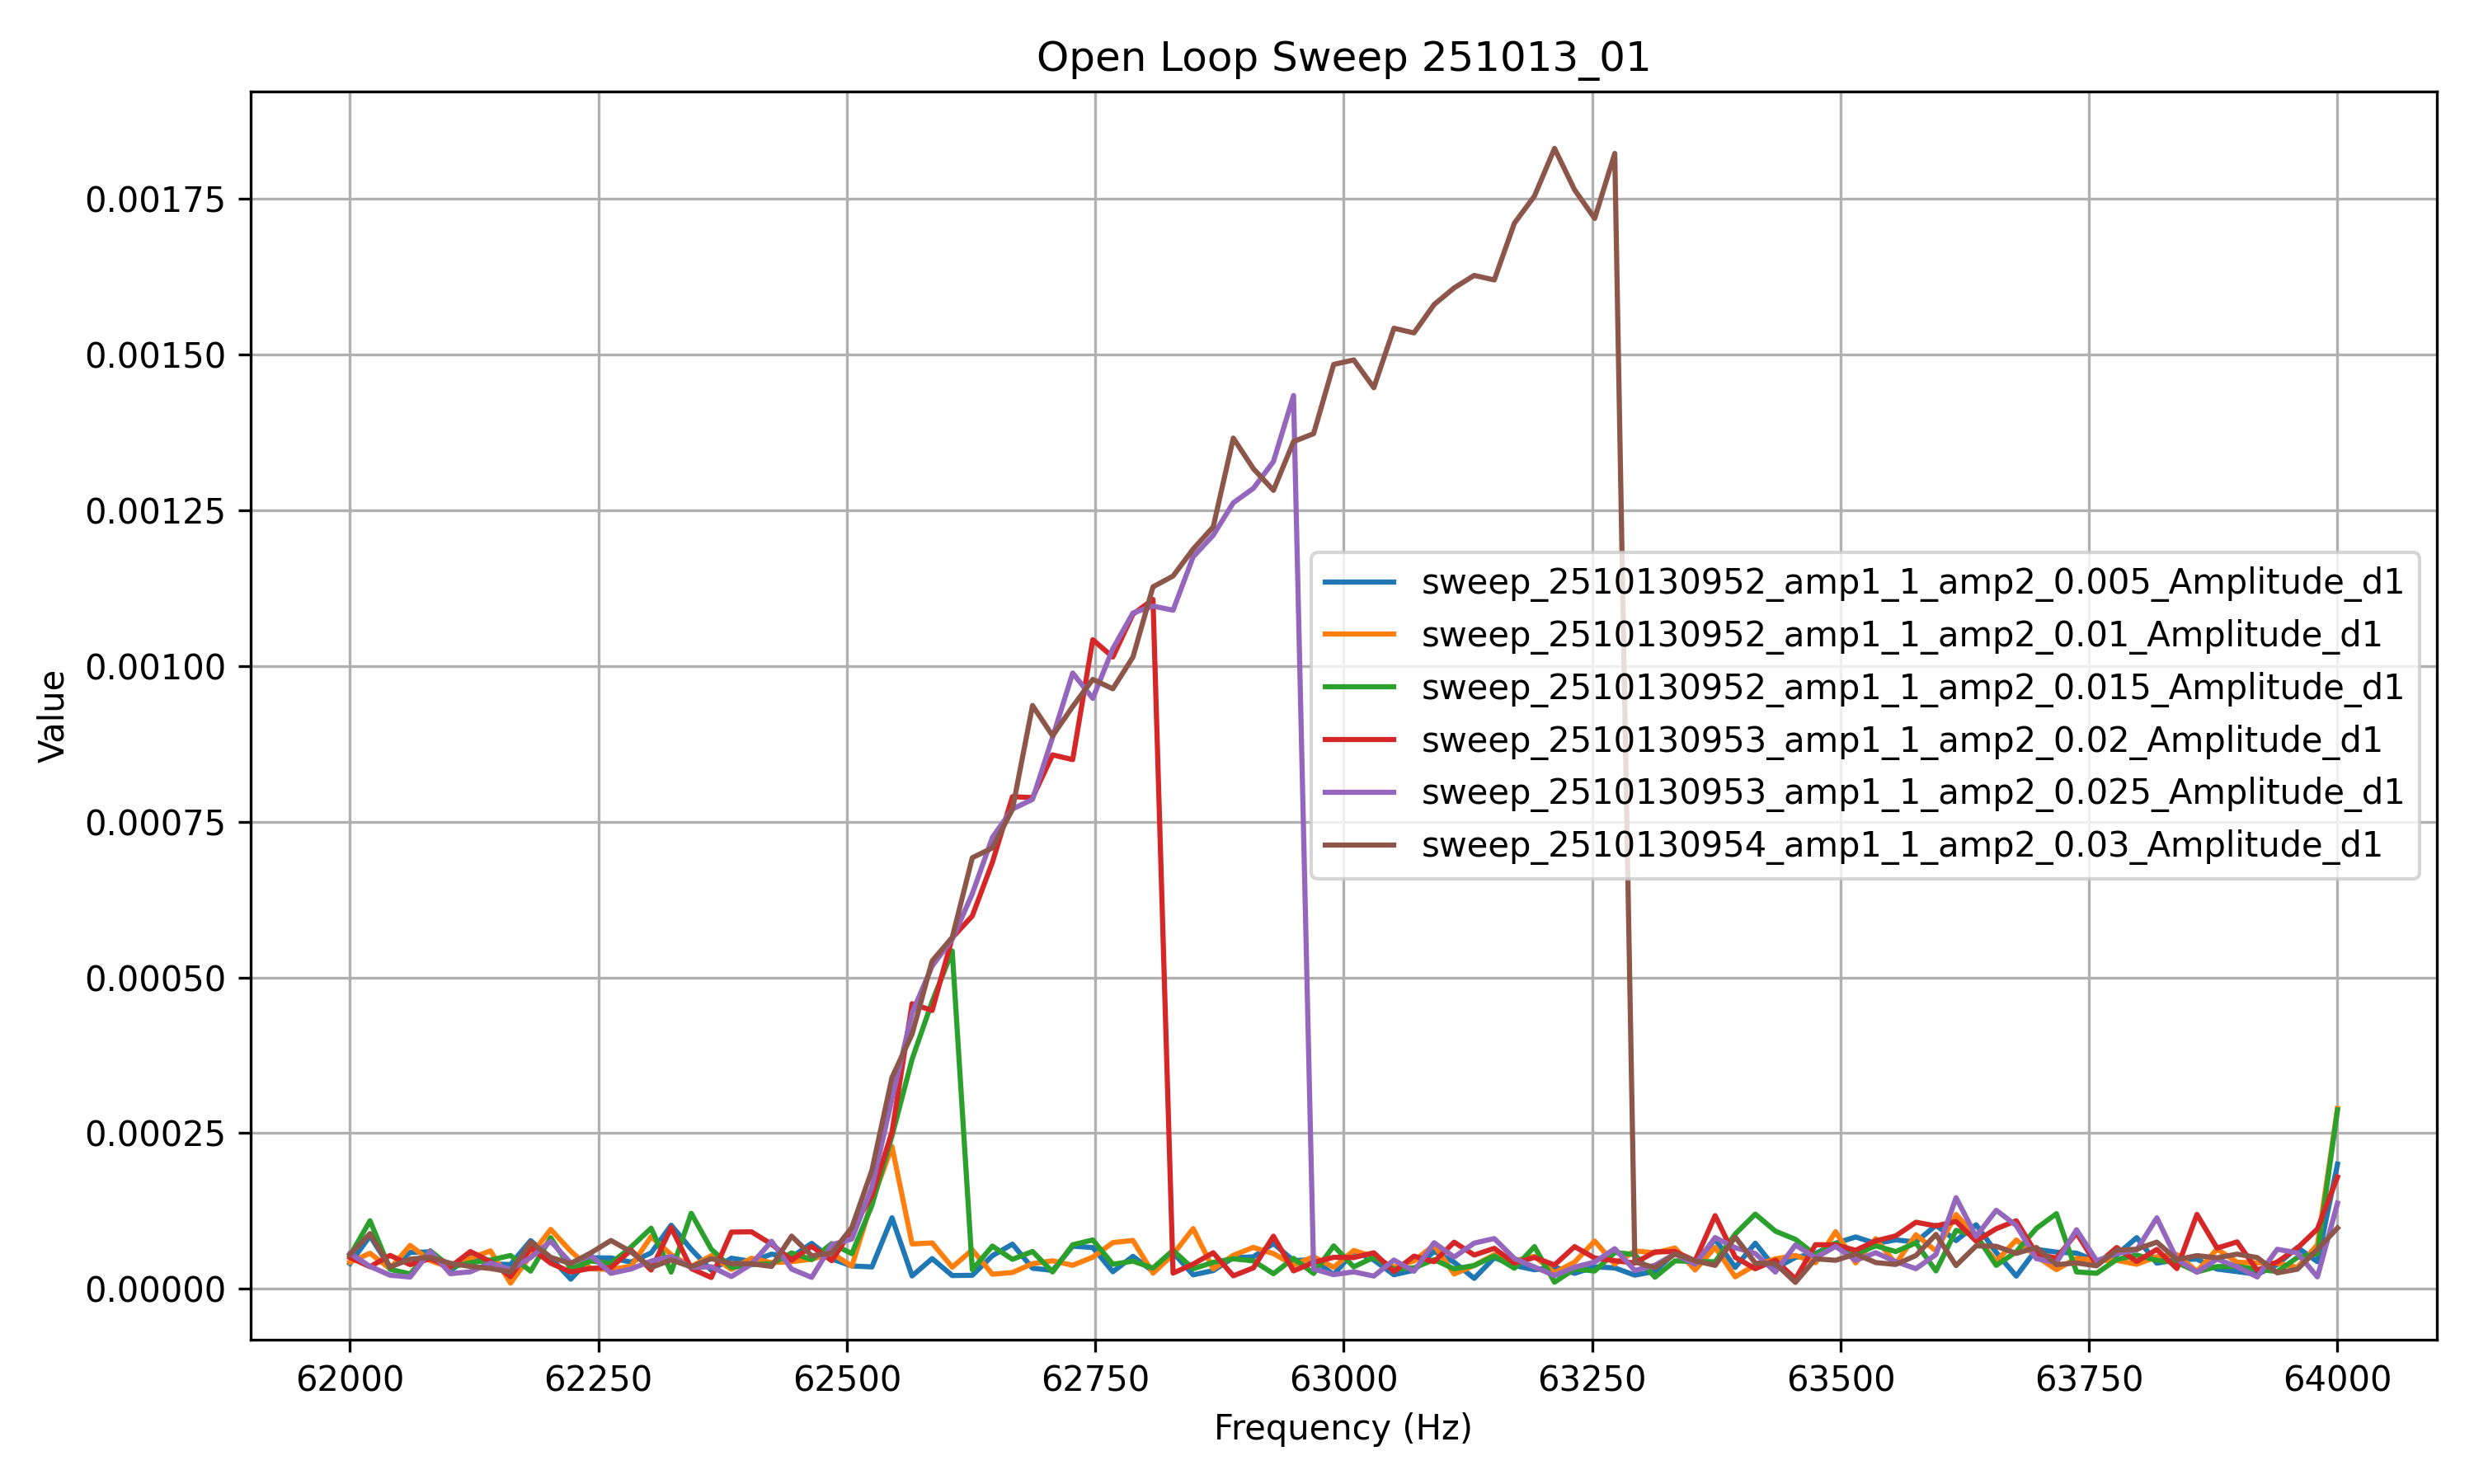 Open Loop Sweep 251013_01
0.00175
0.00150
0.00125
0.00100
0.00075
0.00050
0.00025
0.00000
Value
sweep_2510130952_amp1_1_amp2_0.005_Amplitude_d1
sweep_2510130952_amp1_1_amp2_0.01_Amplitude_d1
sweep_2510130952_amp1_1_amp2_0.015_Amplitude_d1
sweep_2510130953_amp1_1_amp2_0.02_Amplitude_d1
sweep_2510130953_amp1_1_amp2_0.025_Amplitude_d1
sweep_2510130954_amp1_1_amp2_0.03_Amplitude_d1
62000 62250 62500 62750 63000 63250 63500 63750 64000
Frequency (Hz)